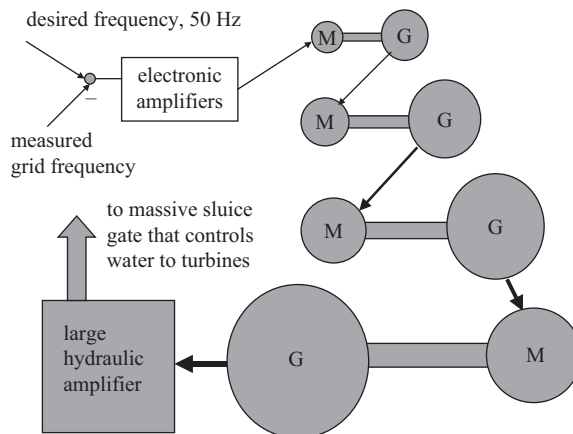 desired frequency, 50 Hz
M
G
electronic
amplifiers
–
measured
grid frequency
M
G
to massive sluice
gate that controls
water to turbines
M
G
large
hydraulic
amplifier
G
M